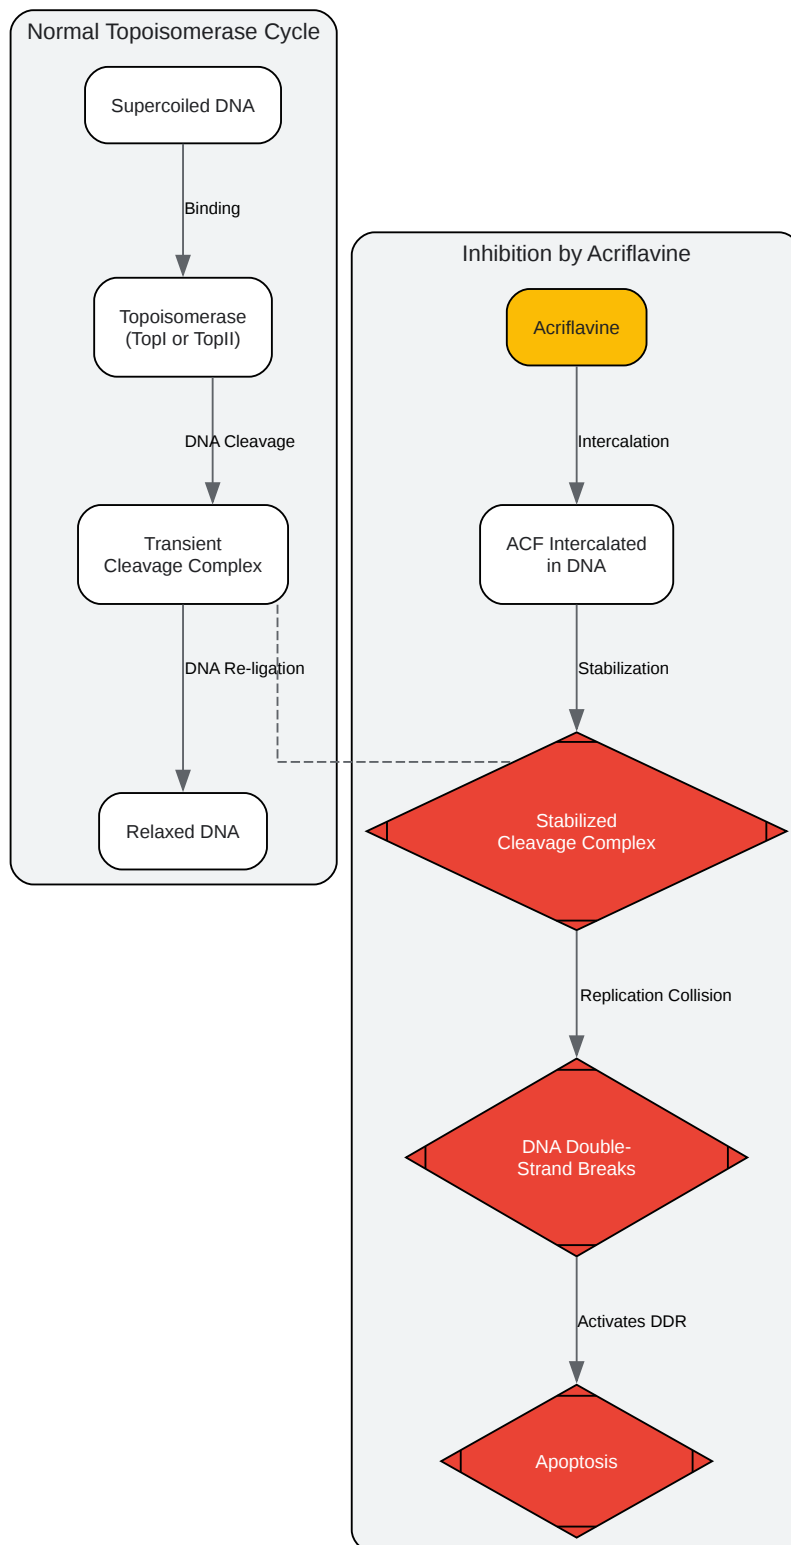 Normal Topoisomerase Cycle
Supercoiled DNA
Binding
Topoisomerase
(TopI or TopII)
DNA Cleavage
Transient
Cleavage Complex
DNA Re-ligation
Relaxed DNA
Inhibition by Acriflavine
Acriflavine
Intercalation
ACF Intercalated
in DNA
Stabilization
Stabilized
Cleavage Complex
Replication Collision
DNA Double-
Strand Breaks
Activates DDR
Apoptosis